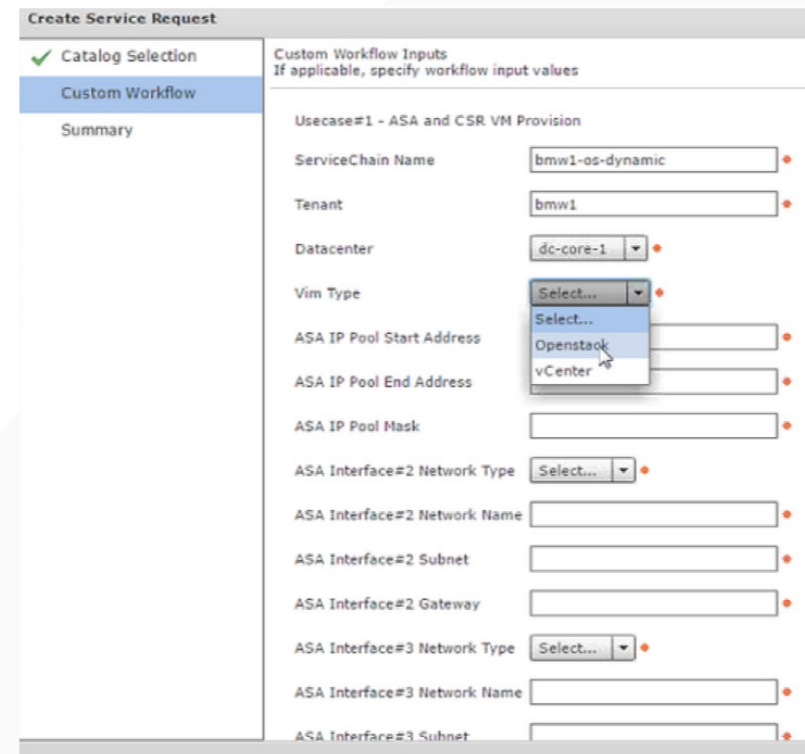 Create Service Request
Catalog Selection
Custom Workflow
Summary
Custom Workflow Inputs
If applicable, specify workflow input values
Usecase#1 - ASA and CSR VM Provision
ServiceChain Name bmw1-os-dynamic
Tenant bmw1
Datacenter dc-core-1
Vim Type Select...
Select...
Openstack
vCenter
ASA IP Pool Start Address
ASA IP Pool End Address
ASA IP Pool Mask
ASA Interface#2 Network Type Select...
ASA Interface#2 Network Name
ASA Interface#2 Subnet
ASA Interface#2 Gateway
ASA Interface#3 Network Type Select...
ASA Interface#3 Network Name
ASA Interface#3 Subnet